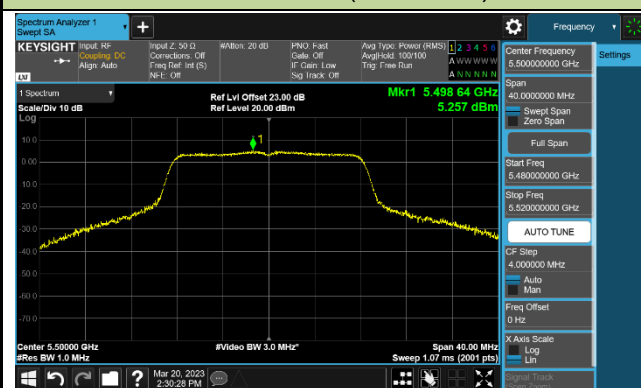 Spectrum Analyzer 1
Swept SA
Frequency
KEYSIGHT
Input: RF
Coupling: DC
Align: Auto
Input Z: 50 Ω
Corrections: Off
Freq Ref: Int (S)
NFE: Off
#Atten: 20 dB
PNO: Fast
Gate: Off
IF Gain: Low
Sig Track: Off
Avg Type: Power (RMS)
Avg|Hold: 100/100
Trig: Free Run
1 2 3 4 5 6
A W W W W W
A N N N N N
LXI
1 Spectrum
Scale/Div 10 dB
Log
Ref Lvl Offset 23.00 dB
Ref Level 20.00 dBm
Mkr1 5.498 64 GHz
5.257 dBm
1
10.0
0.00
-10.0
-20.0
-30.0
-40.0
-50.0
-60.0
-70.0
Center 5.50000 GHz
#Res BW 1.0 MHz
#Video BW 3.0 MHz*
Span 40.00 MHz
Sweep 1.07 ms (2001 pts)
Mar 20, 2023
2:30:28 PM
Center Frequency
5.500000000 GHz
Settings
Span
40.0000000 MHz
Swept Span
Zero Span
Full Span
Start Freq
5.480000000 GHz
Stop Freq
5.520000000 GHz
AUTO TUNE
CF Step
4.000000 MHz
Auto
Man
Freq Offset
0 Hz
X Axis Scale
Log
Lin
Signal Track
(Span Zoom)